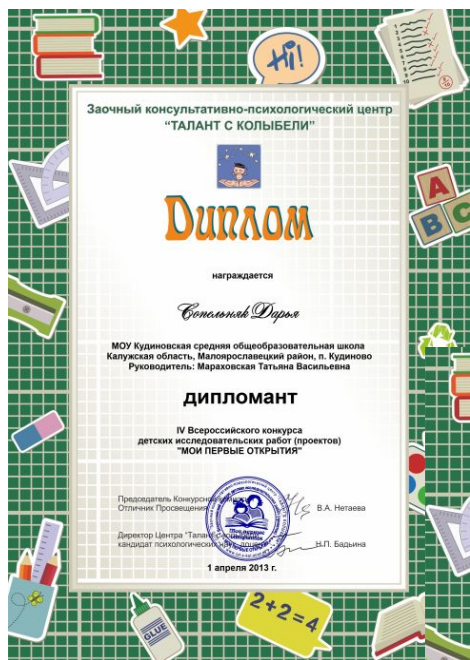 Hi!
Заочный консультативно-психологический центр
“ТАЛАНТ С КОЛЫБЕЛИ”
Диплом
награждается
Сопельняк Дарья
МОУ Кудиновская средняя общеобразовательная школа
Калужская область, Малоярославецкий район, п. Кудиново
Руководитель: Мараховская Татьяна Васильевна
дипломант
IV Всероссийского конкурса
детских исследовательских работ (проектов)
"МОИ ПЕРВЫЕ ОТКРЫТИЯ"
Председатель Конкурсной
Отличник Просвещения В.А. Нетаева
Директор Центра "Талант с
кандидат психологических Н.П. Бадьина
1 апреля 2013 г.
A
B C
GLUE
2+2=4